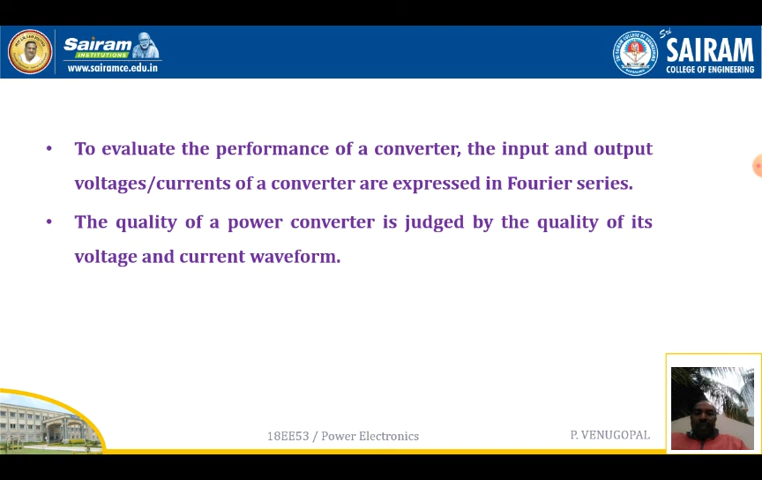 Sairam
INSTITUTIONS
www.sairamce.edu.in
Sri
SAIRAM
COLLEGE OF ENGINEERING
• To evaluate the performance of a converter, the input and output
voltages/currents of a converter are expressed in Fourier series.
• The quality of a power converter is judged by the quality of its
voltage and current waveform.
18EE53 / Power Electronics
P. VENUGOPAL